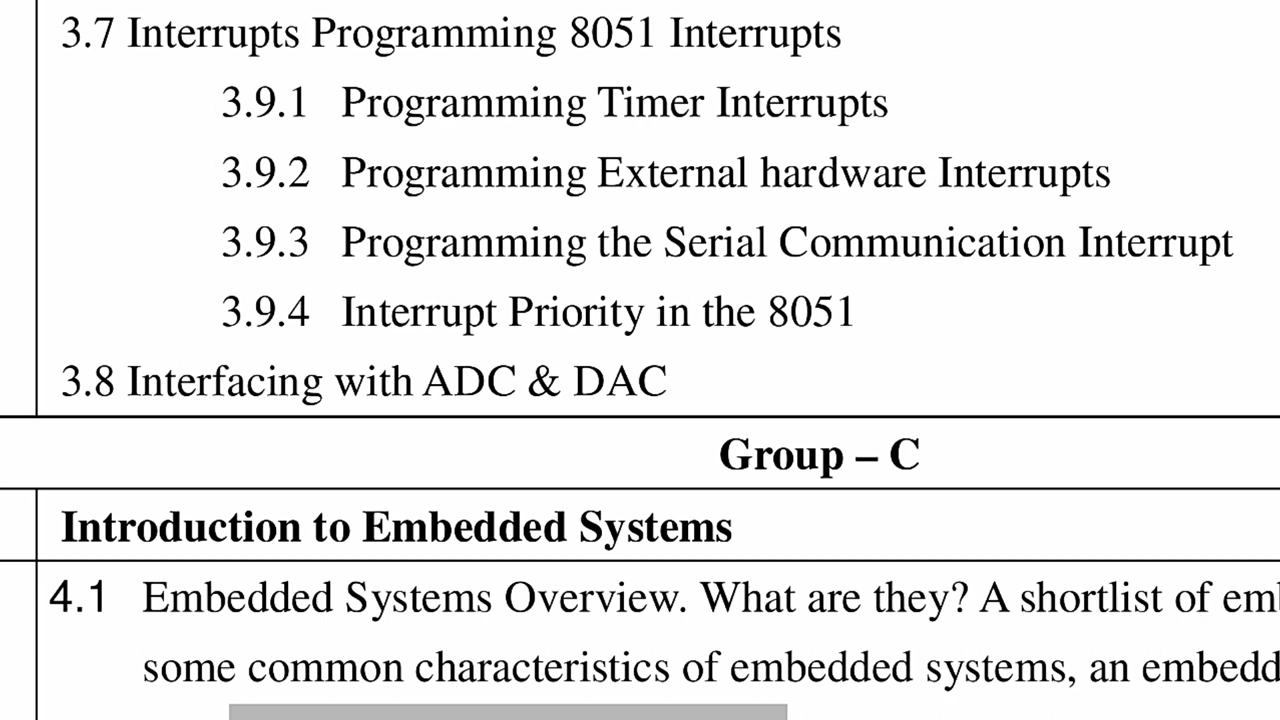 3.7 Interrupts Programming 8051 Interrupts
3.9.1 Programming Timer Interrupts
3.9.2 Programming External hardware Interrupts
3.9.3 Programming the Serial Communication Interrupt
3.9.4 Interrupt Priority in the 8051
3.8 Interfacing with ADC & DAC
Group – C
Introduction to Embedded Systems
4.1 Embedded Systems Overview. What are they? A shortlist of
some common characteristics of embedded systems, an